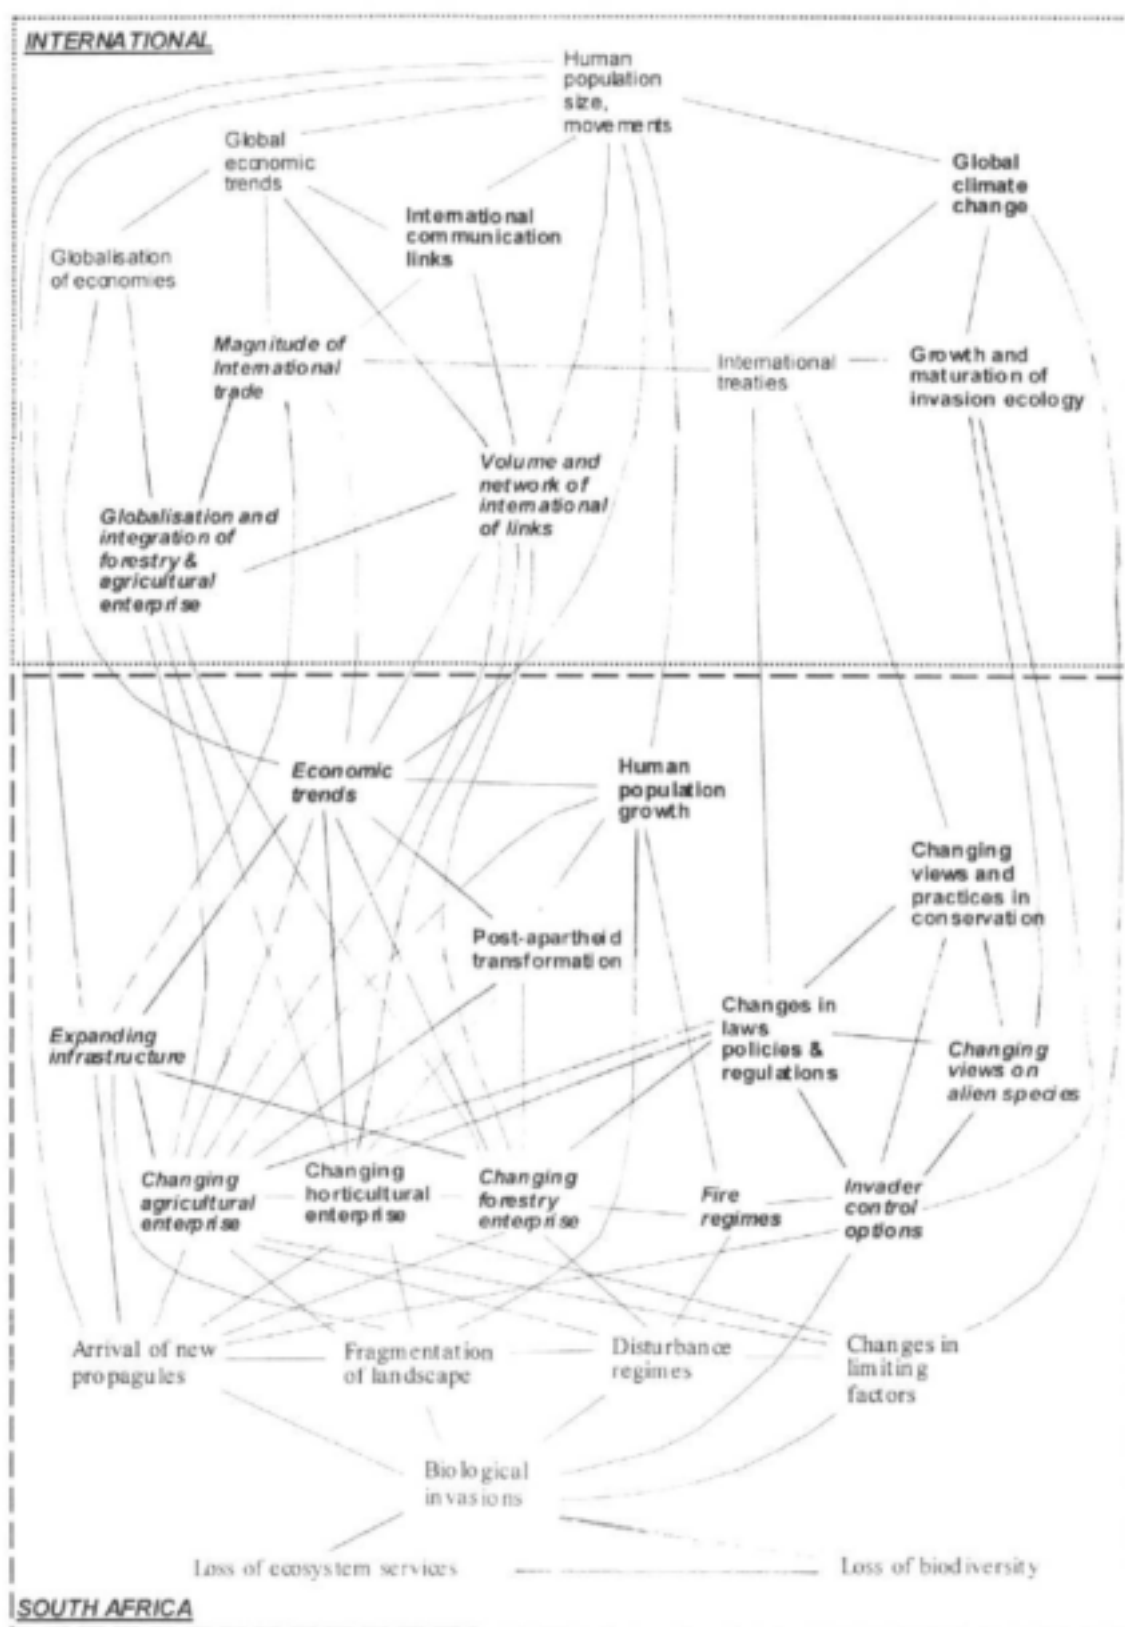 INTERNATIONAL
Human
population
size,
movements
Global
economic
trends
Global
climate
change
International
communication
links
Globalisation
of economies
Magnitude of
International
trade
International
treaties
Growth and
maturation of
invasion ecology
Volume and
network of
international
of links
Globalisation and
integration of
forestry &
agricultural
enterprise
Economic
trends
Human
population
growth
Changing
views and
practices in
conservation
Post-apartheid
transformation
Expanding
infrastructure
Changes in
laws
policies &
regulations
Changing
views on
alien species
Changing
agricultural
enterprise
Changing
horticultural
enterprise
Changing
forestry
enterprise
Fire
regimes
Invader
control
options
Arrival of new
propagules
Fragmentation
of landscape
Disturbance
regimes
Changes in
limiting
factors
Biological
invasions
Loss of ecosystem services
Loss of biodiversity
SOUTH AFRICA